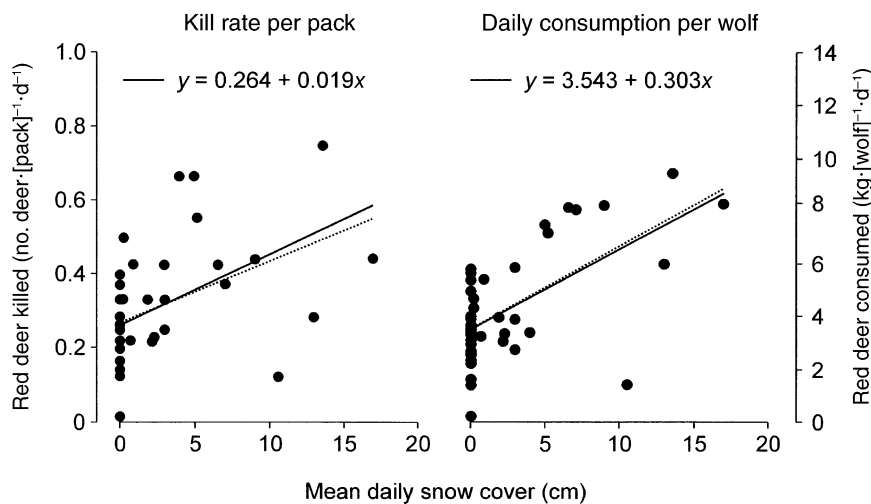 Kill rate per pack
Daily consumption per wolf
y = 0.264 + 0.019x
y = 3.543 + 0.303x
Red deer killed (no. deer·[pack]⁻¹·d⁻¹)
1.0
0.8
0.6
0.4
0.2
0
0 5 10 15 20
0 5 10 15 20
14
12
10
8
6
4
2
0
Red deer consumed (kg·[wolf]⁻¹·d⁻¹)
Mean daily snow cover (cm)